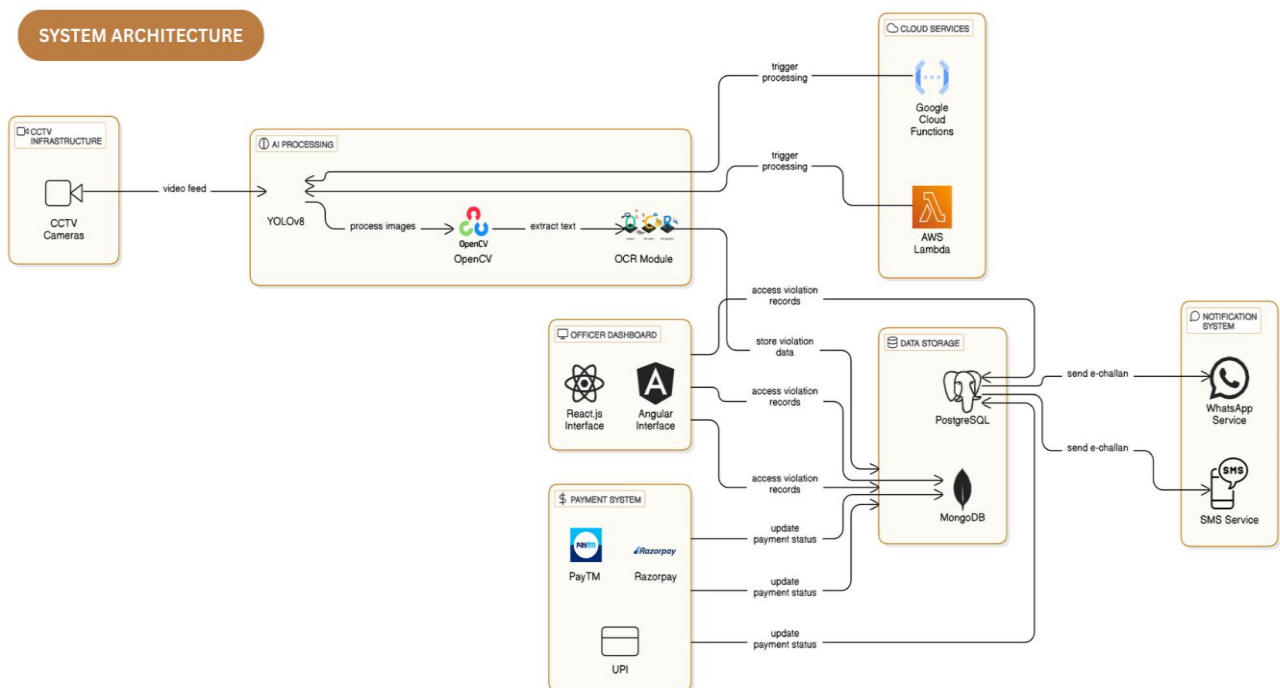 SYSTEM ARCHITECTURE
CLOUD SERVICES
trigger
processing
Google
Cloud
Functions
CCTV
INFRASTRUCTURE
AI PROCESSING
trigger
processing
video feed
CCTV
Cameras
YOLOv8
process images
OpenCV
OpenCV
extract text
OCR Module
AWS
Lambda
access violation
records
OFFICER DASHBOARD
React.js
Interface
Angular
Interface
store violation
data
access violation
records
access violation
records
DATA STORAGE
PostgreSQL
MongoDB
NOTIFICATION
SYSTEM
send e-challan
WhatsApp
Service
send e-challan
SMS
SMS Service
PAYMENT SYSTEM
PayTM
PayTM
Razorpay
Razorpay
UPI
update
payment status
update
payment status
update
payment status